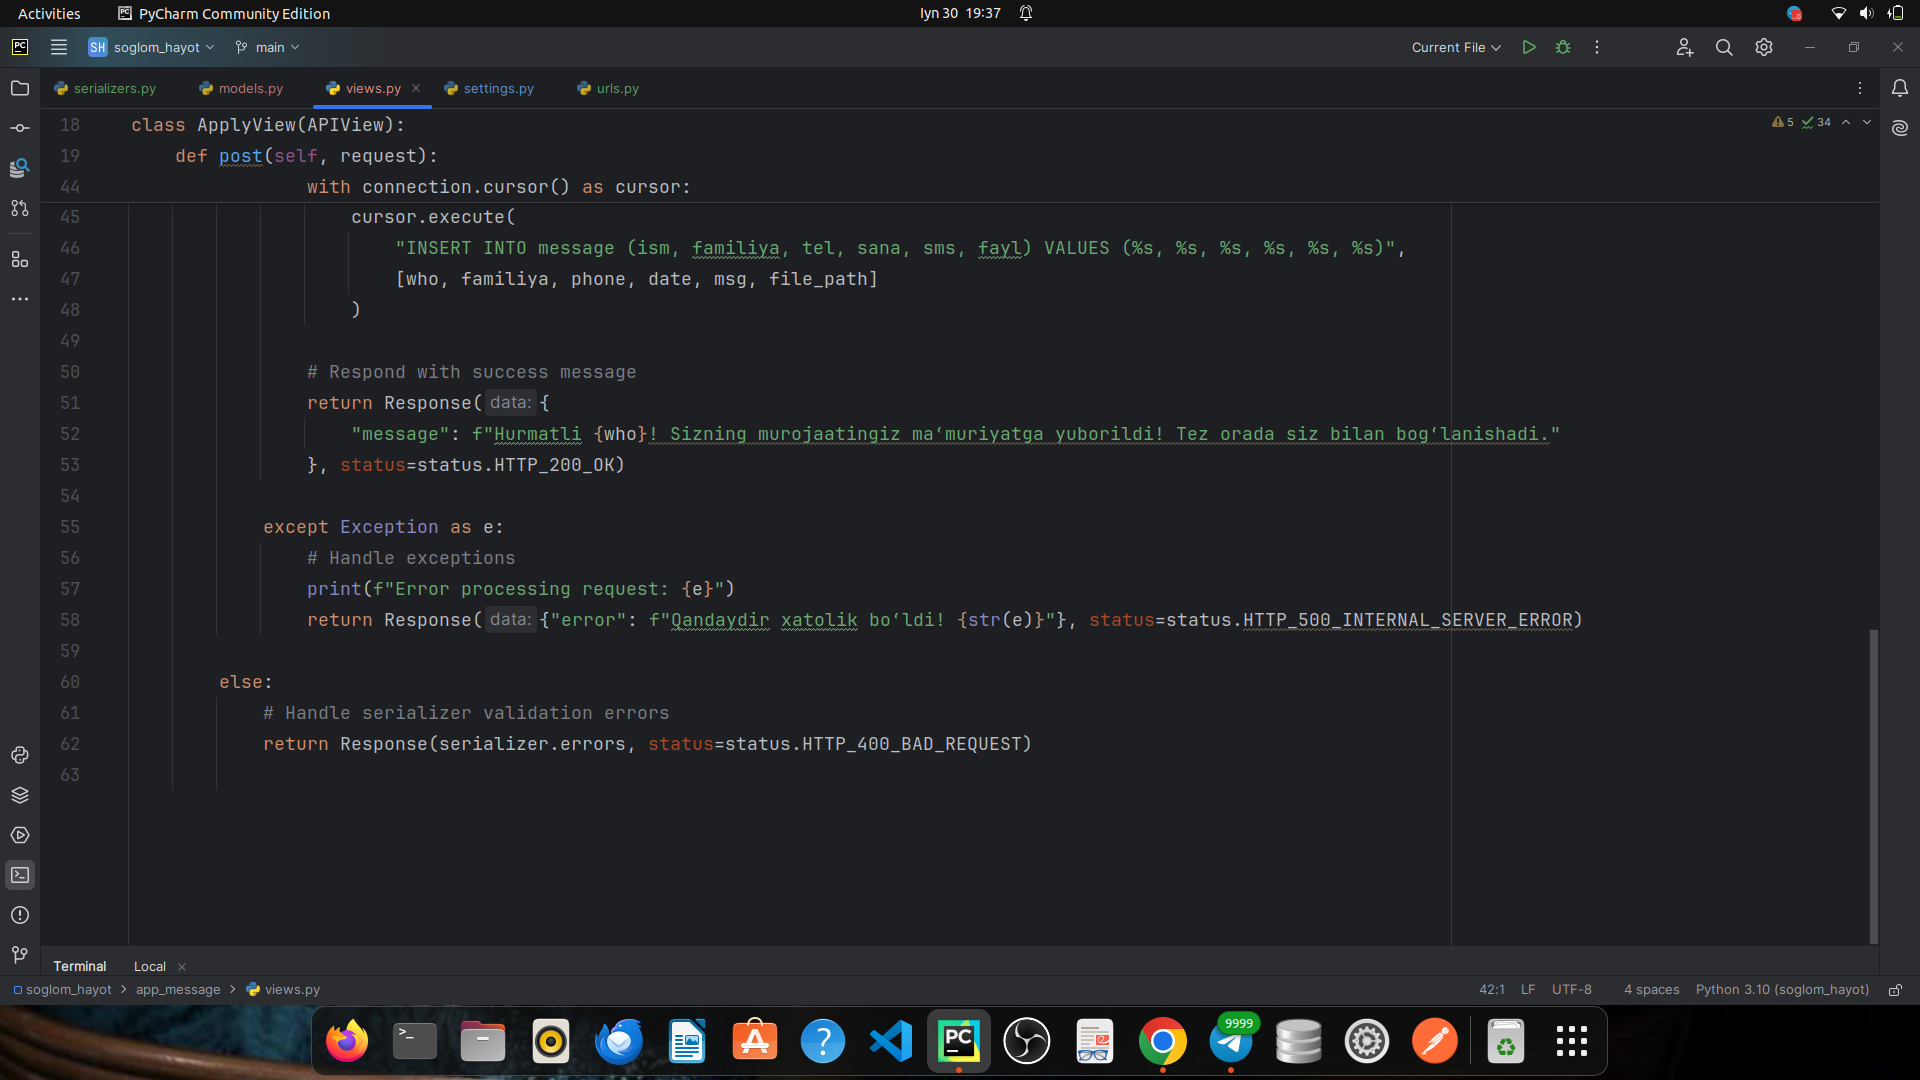 Activities
PyCharm Community Edition
Iyn 30 19:37
SH soglom_hayot
main
Current File
serializers.py
models.py
views.py
settings.py
urls.py
18 class ApplyView(APIView):
5 34
19 def post(self, request):
44 with connection.cursor() as cursor:
45 cursor.execute(
46 "INSERT INTO message (ism, familiya, tel, sana, sms, fayl) VALUES (%s, %s, %s, %s, %s, %s)",
47 [who, familiya, phone, date, msg, file_path]
48 )
49
50 # Respond with success message
51 return Response( data: {
52 "message": f"Hurmatli {who}! Sizning murojaatingiz maʻmuriyatga yuborildi! Tez orada siz bilan bogʻlanishadi."
53 }, status=status.HTTP_200_OK)
54
55 except Exception as e:
56 # Handle exceptions
57 print(f"Error processing request: {e}")
58 return Response( data: {"error": f"Qandaydir xatolik boʻldi! {str(e)}"}, status=status.HTTP_500_INTERNAL_SERVER_ERROR)
59
60 else:
61 # Handle serializer validation errors
62 return Response(serializer.errors, status=status.HTTP_400_BAD_REQUEST)
63
Terminal
Local
soglom_hayot > app_message > views.py
42:1
LF
UTF-8
4 spaces
Python 3.10 (soglom_hayot)
PC
9999